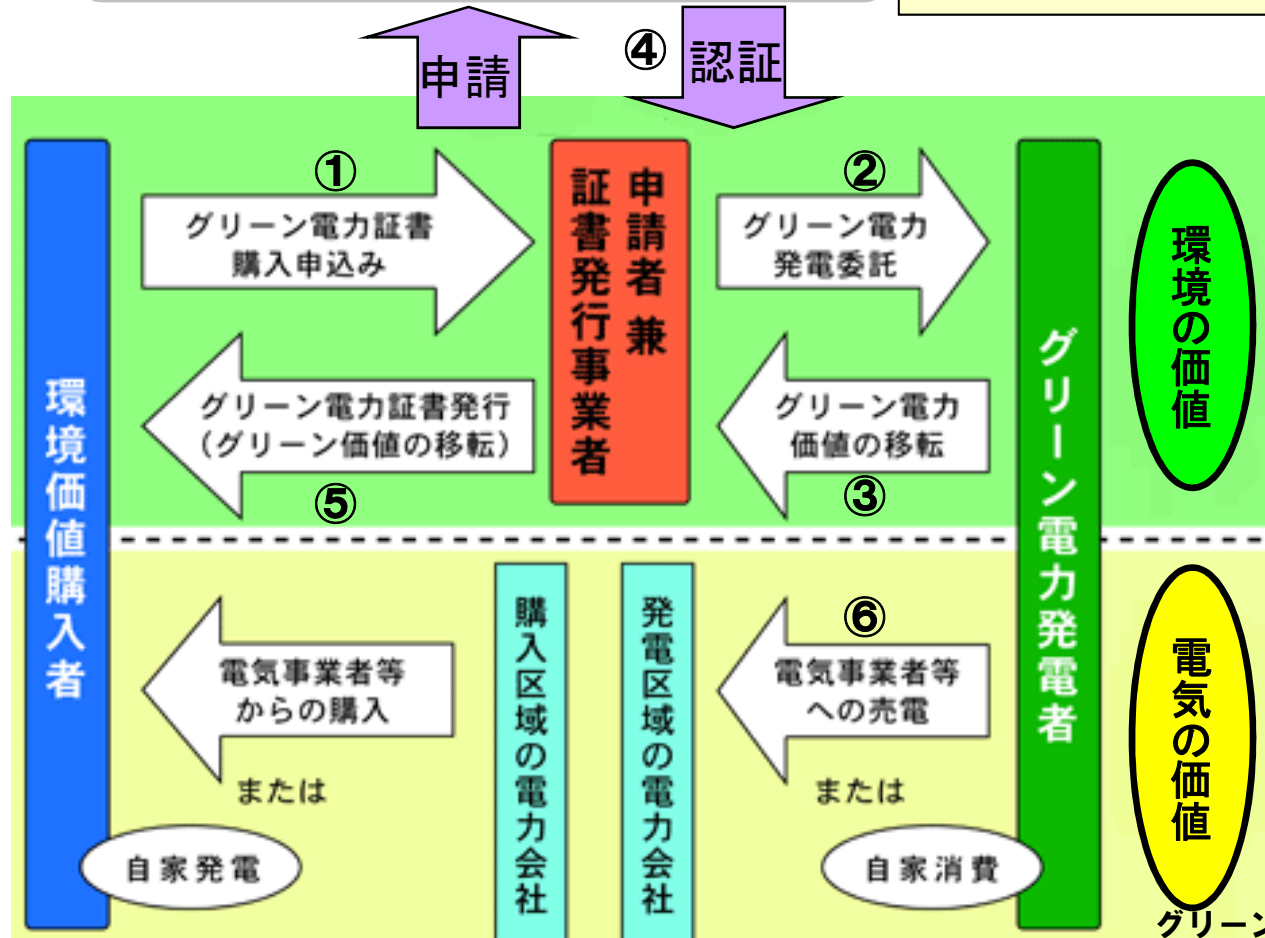 申請
④
認証
①
グリーン電力証書
購入申込み
申請者 兼
証書発行事業者
②
グリーン電力
発電委託
環境の価値
グリーン電力証書発行
（グリーン価値の移転）
⑤
グリーン電力
価値の移転
③
環境価値購入者
グリーン電力発電者
電気事業者等
からの購入
または
自家発電
購入区域の電力会社
発電区域の電力会社
⑥
電気事業者等
への売電
または
自家消費
電気の価値
グリーン